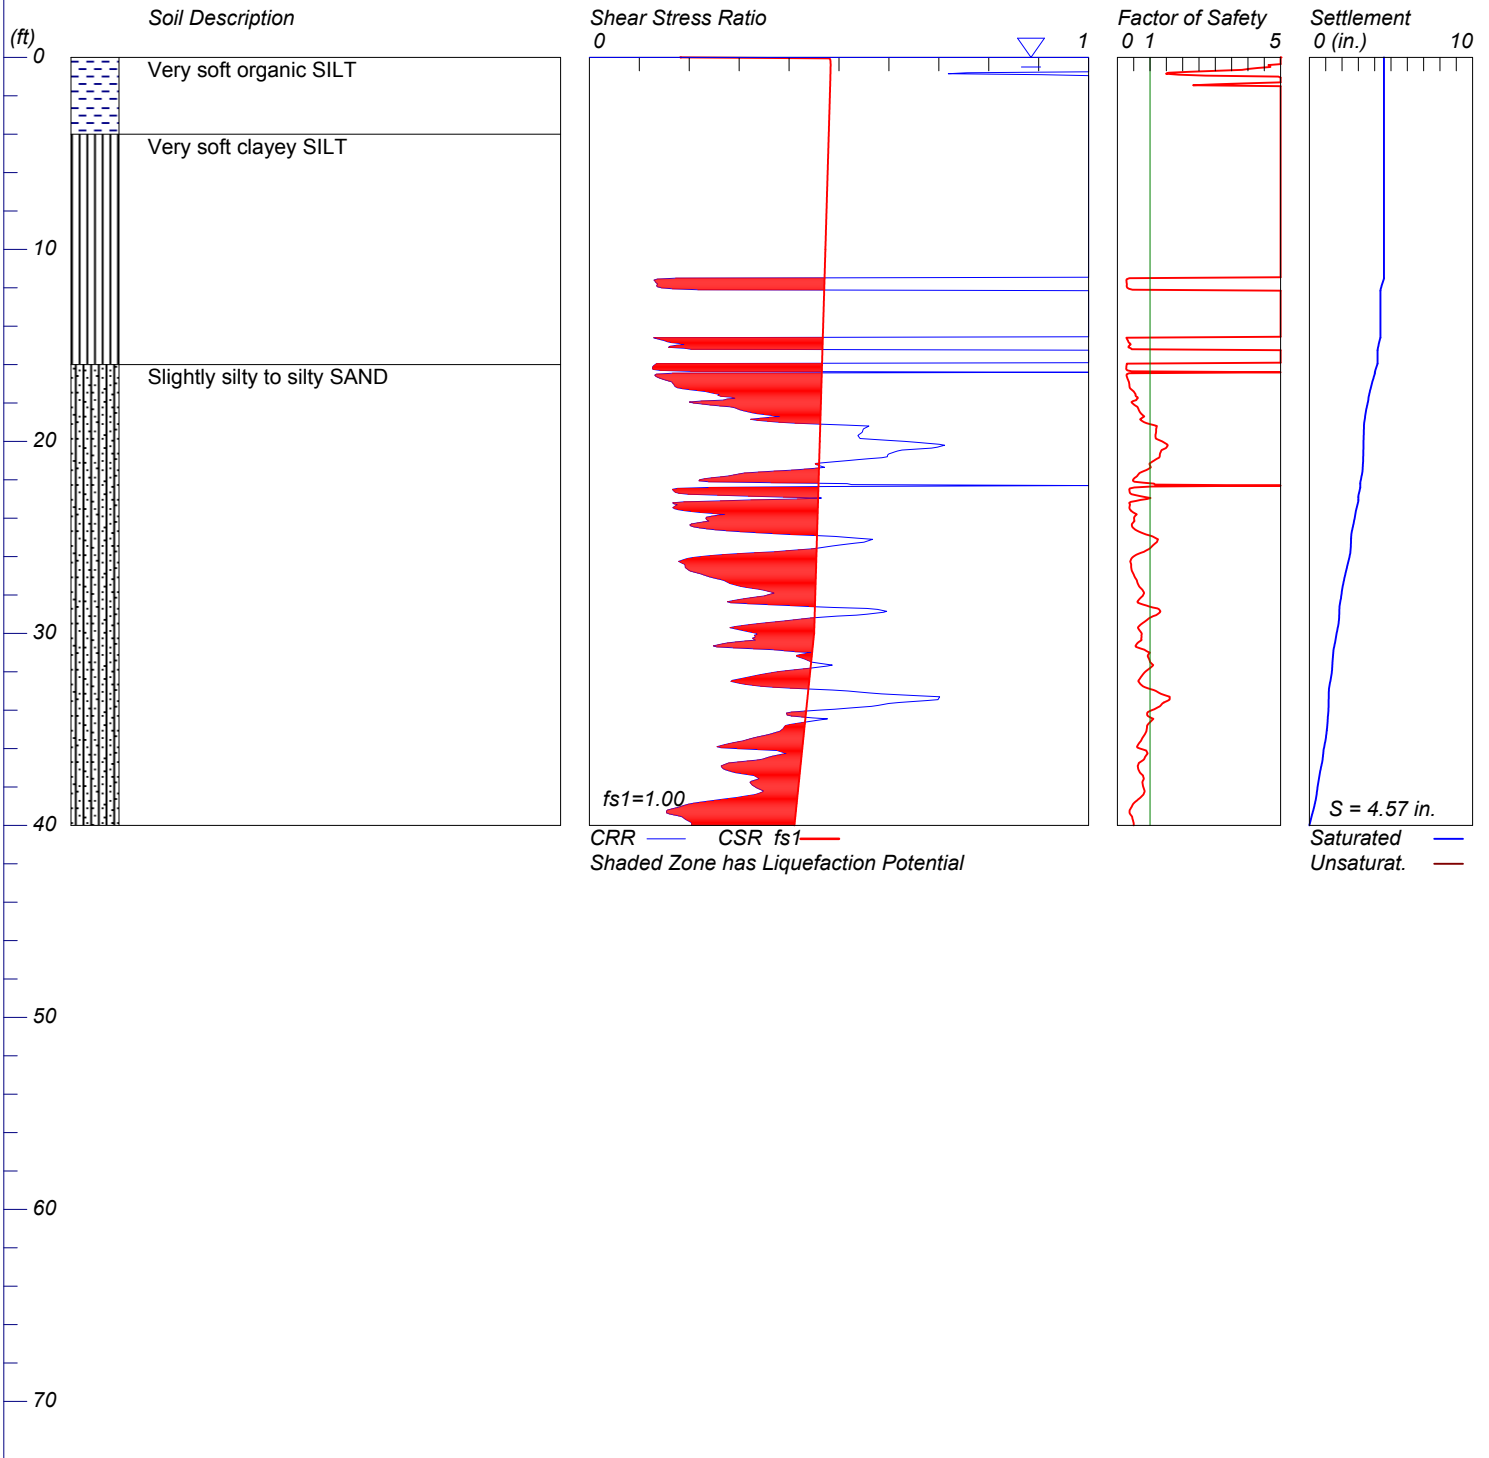 Soil Description
Shear Stress Ratio
Factor of Safety
Settlement
(ft)
0 1
0 1 5
0 (in.) 10
0
Very soft organic SILT
Very soft clayey SILT
10
Slightly silty to silty SAND
20
30
fs1=1.00
S = 4.57 in.
40
CRR CSR fs1
Saturated
Shaded Zone has Liquefaction Potential
Unsaturat.
50
60
70